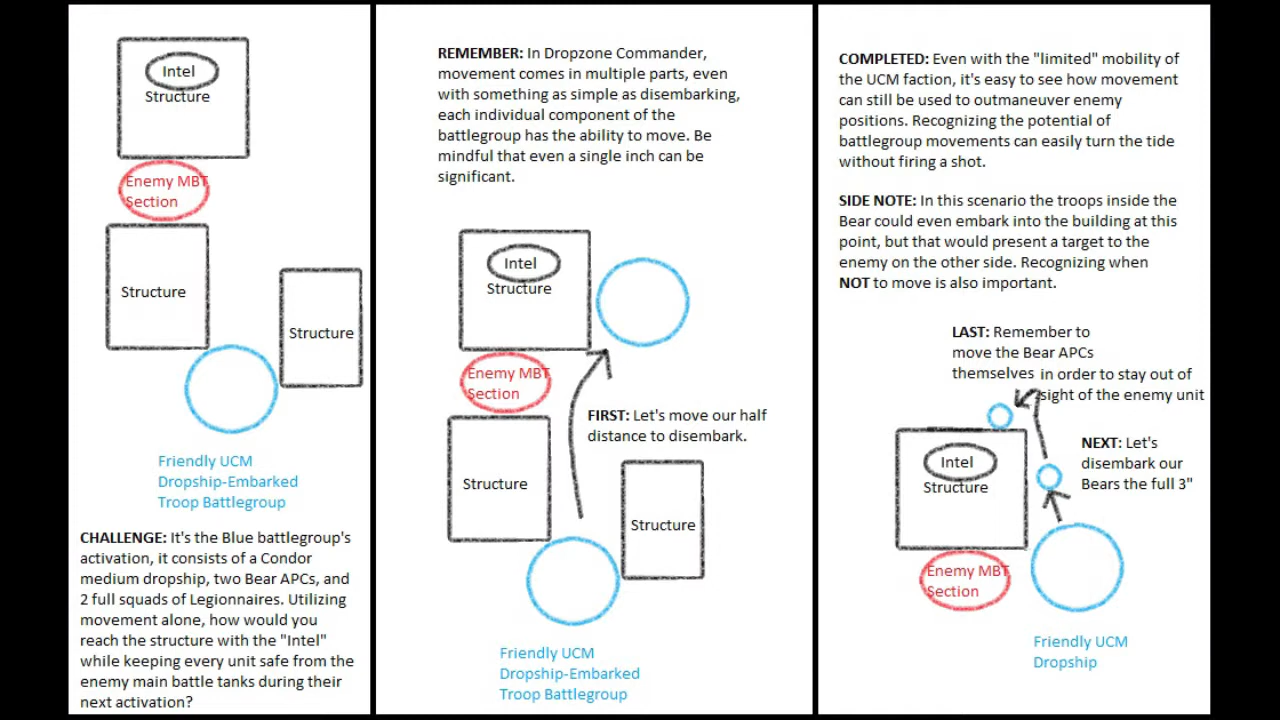 Intel
Structure
Enemy MBT
Section
Structure
Structure
Friendly UCM
Dropship-Embarked
Troop Battlegroup
CHALLENGE: It's the Blue battlegroup's
activation, it consists of a Condor
medium dropship, two Bear APCs, and
2 full squads of Legionnaires. Utilizing
movement alone, how would you
reach the structure with the "Intel"
while keeping every unit safe from the
enemy main battle tanks during their
next activation?
REMEMBER: In Dropzone Commander,
movement comes in multiple parts, even
with something as simple as disembarking,
each individual component of the
battlegroup has the ability to move. Be
mindful that even a single inch can be
significant.
Intel
Structure
Enemy MBT
Section
FIRST: Let's move our half
distance to disembark.
Structure
Structure
Friendly UCM
Dropship-Embarked
Troop Battlegroup
COMPLETED: Even with the "limited" mobility of
the UCM faction, it's easy to see how movement
can still be used to outmaneuver enemy
positions. Recognizing the potential of
battlegroup movements can easily turn the tide
without firing a shot.
SIDE NOTE: In this scenario the troops inside the
Bear could even embark into the building at this
point, but that would present a target to the
enemy on the other side. Recognizing when
NOT to move is also important.
LAST: Remember to
move the Bear APCs
themselves in order to stay out of
sight of the enemy unit
NEXT: Let's
disembark our
Bears the full 3"
Intel
Structure
Enemy MBT
Section
Friendly UCM
Dropship